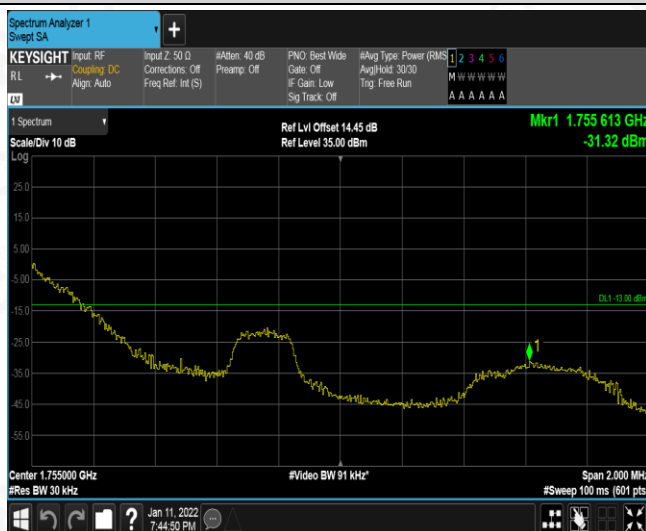 Spectrum Analyzer 1
Swept SA
+
KEYSIGHT
RL
LXI
Input: RF
Coupling: DC
Align: Auto
Input Z: 50 Ω
Corrections: Off
Freq Ref: Int (S)
#Atten: 40 dB
Preamp: Off
PNO: Best Wide
Gate: Off
IF Gain: Low
Sig Track: Off
#Avg Type: Power (RMS
Avg|Hold: 30/30
Trig: Free Run
1 2 3 4 5 6
M W W W W W
A A A A A A
1 Spectrum
Scale/Div 10 dB
Ref Lvl Offset 14.45 dB
Ref Level 35.00 dBm
Mkr1 1.755 613 GHz
-31.32 dBm
Log
25.0
15.0
5.00
-5.00
-15.0
-25.0
-35.0
-45.0
-55.0
DL1 -13.00 dBm
1
Center 1.755000 GHz
#Res BW 30 kHz
#Video BW 91 kHz*
Span 2.000 MHz
#Sweep 100 ms (601 pts
?
Jan 11, 2022
7:44:50 PM